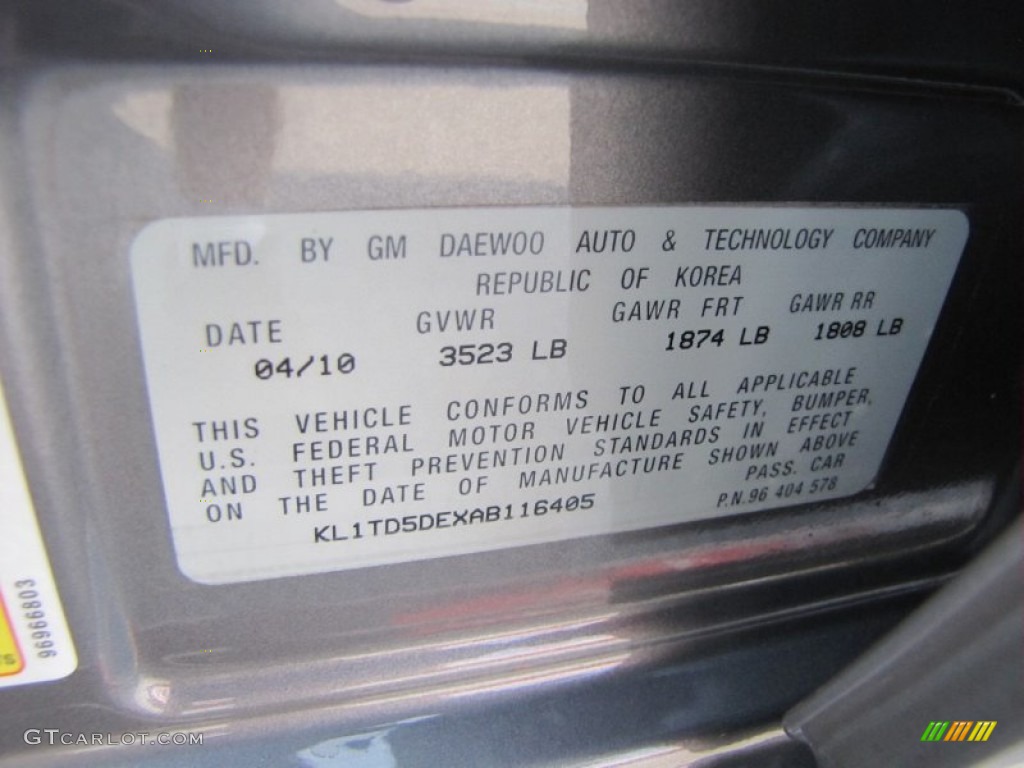 MFD. BY GM DAEWOO AUTO & TECHNOLOGY COMPANY
REPUBLIC OF KOREA
DATE GVWR GAWR FRT GAWR RR
04/10 3523 LB 1874 LB 1808 LB
THIS VEHICLE CONFORMS TO ALL APPLICABLE
U.S. FEDERAL MOTOR VEHICLE SAFETY, BUMPER,
AND THEFT PREVENTION STANDARDS IN EFFECT
ON THE DATE OF MANUFACTURE SHOWN ABOVE
PASS. CAR
KL1TD5DEXAB116405
P.N.96 404 578
96966803
GTCARLOT.COM